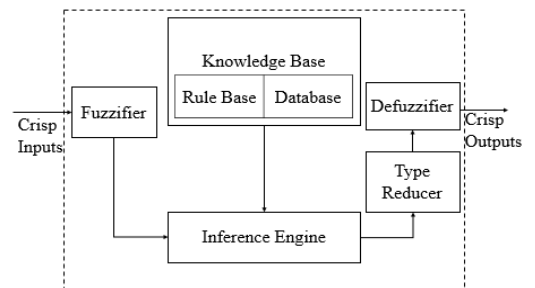 Knowledge Base
Rule Base
Database
Fuzzifier
Defuzzifier
Crisp
Inputs
Crisp
Outputs
Type
Reducer
Inference Engine